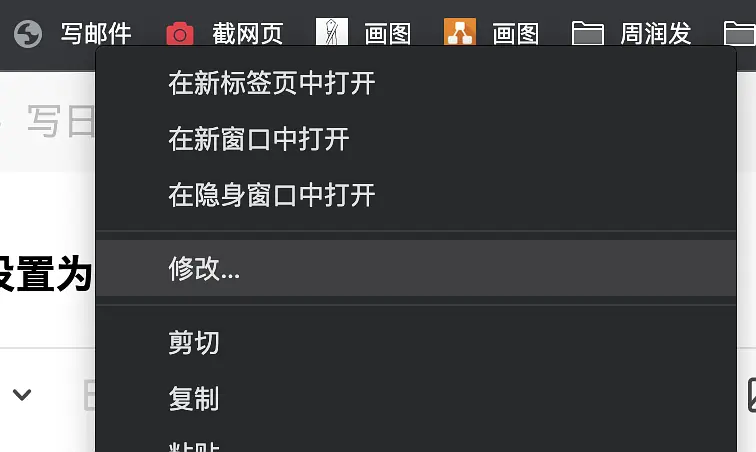 写邮件 截网页 画图 画图 周润发
在新标签页中打开
写日
在新窗口中打开
在隐身窗口中打开
设置为
修改...
剪切
复制
粘贴